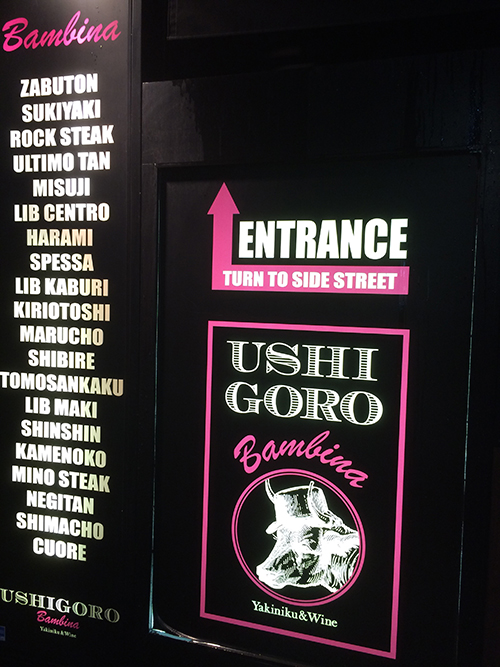 Bambina
ZABUTON
SUKIYAKI
ROCK STEAK
ULTIMO TAN
MISUJI
LIB CENTRO
HARAMI
SPESSA
LIB KABURI
KIRIOTOSHI
MARUCHO
SHIBIRE
TOMOSANKAKU
LIB MAKI
SHINSHIN
KAMENOKO
MINO STEAK
NEGITAN
SHIMACHO
CUORE
USHIGORO
Bambina
Yakiniku&Wine
ENTRANCE
TURN TO SIDE STREET
USHI
GORO
Bambina
Yakiniku&Wine